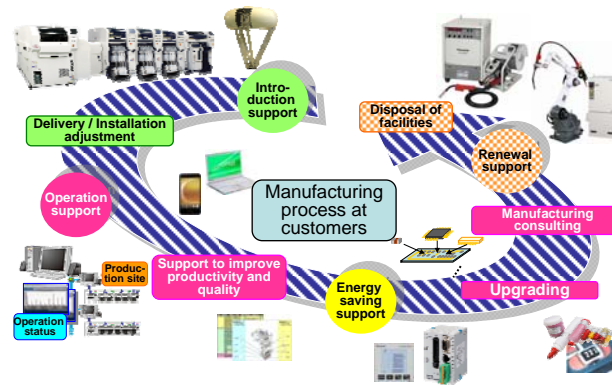 Intro-
duction
support
Disposal of
facilities
Delivery / Installation
adjustment
Renewal
support
Operation
support
Manufacturing
process at
customers
Manufacturing
consulting
Produc-
tion site
Support to improve
productivity and
quality
Energy
saving
support
Upgrading
Operation
status